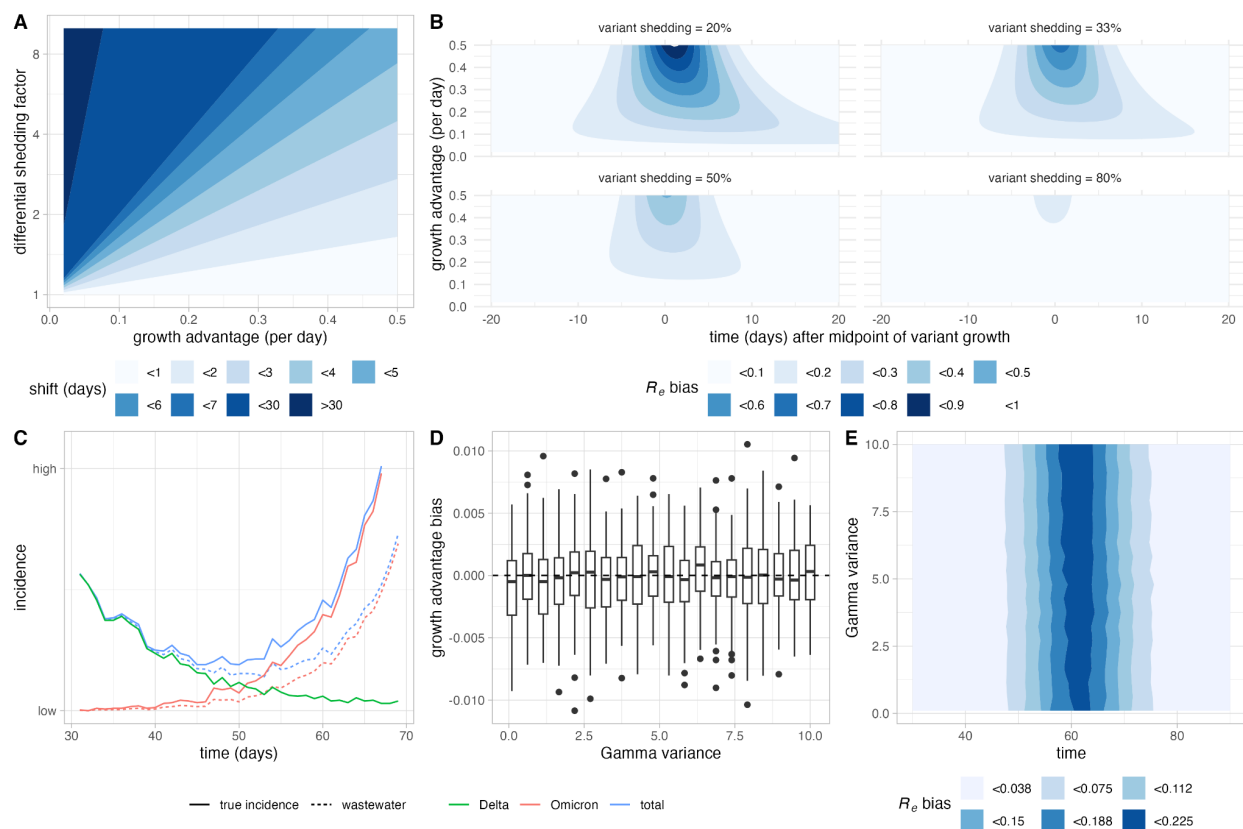 A
differential shedding factor
8
4
2
1
0.0 0.1 0.2 0.3 0.4 0.5
growth advantage (per day)
shift (days)
<1 <2 <3 <4 <5
<6 <7 <30 >30
B
growth advantage (per day)
variant shedding = 20% variant shedding = 33%
0.5
0.4
0.3
0.2
0.1
0.0
variant shedding = 50% variant shedding = 80%
0.5
0.4
0.3
0.2
0.1
0.0
-20 -10 0 10 20 -20 -10 0 10 20
time (days) after midpoint of variant growth
Re bias
<0.1 <0.2 <0.3 <0.4 <0.5
<0.6 <0.7 <0.8 <0.9 <1
C
incidence
high
low
30 40 50 60 70
time (days)
D
growth advantage bias
0.010
0.005
0.000
-0.005
-0.010
0.0 2.5 5.0 7.5 10.0
Gamma variance
true incidence wastewater Delta Omicron total
E
Gamma variance
10.0
7.5
5.0
2.5
0.0
40 60 80
time
Re bias
<0.038 <0.075 <0.112
<0.15 <0.188 <0.225